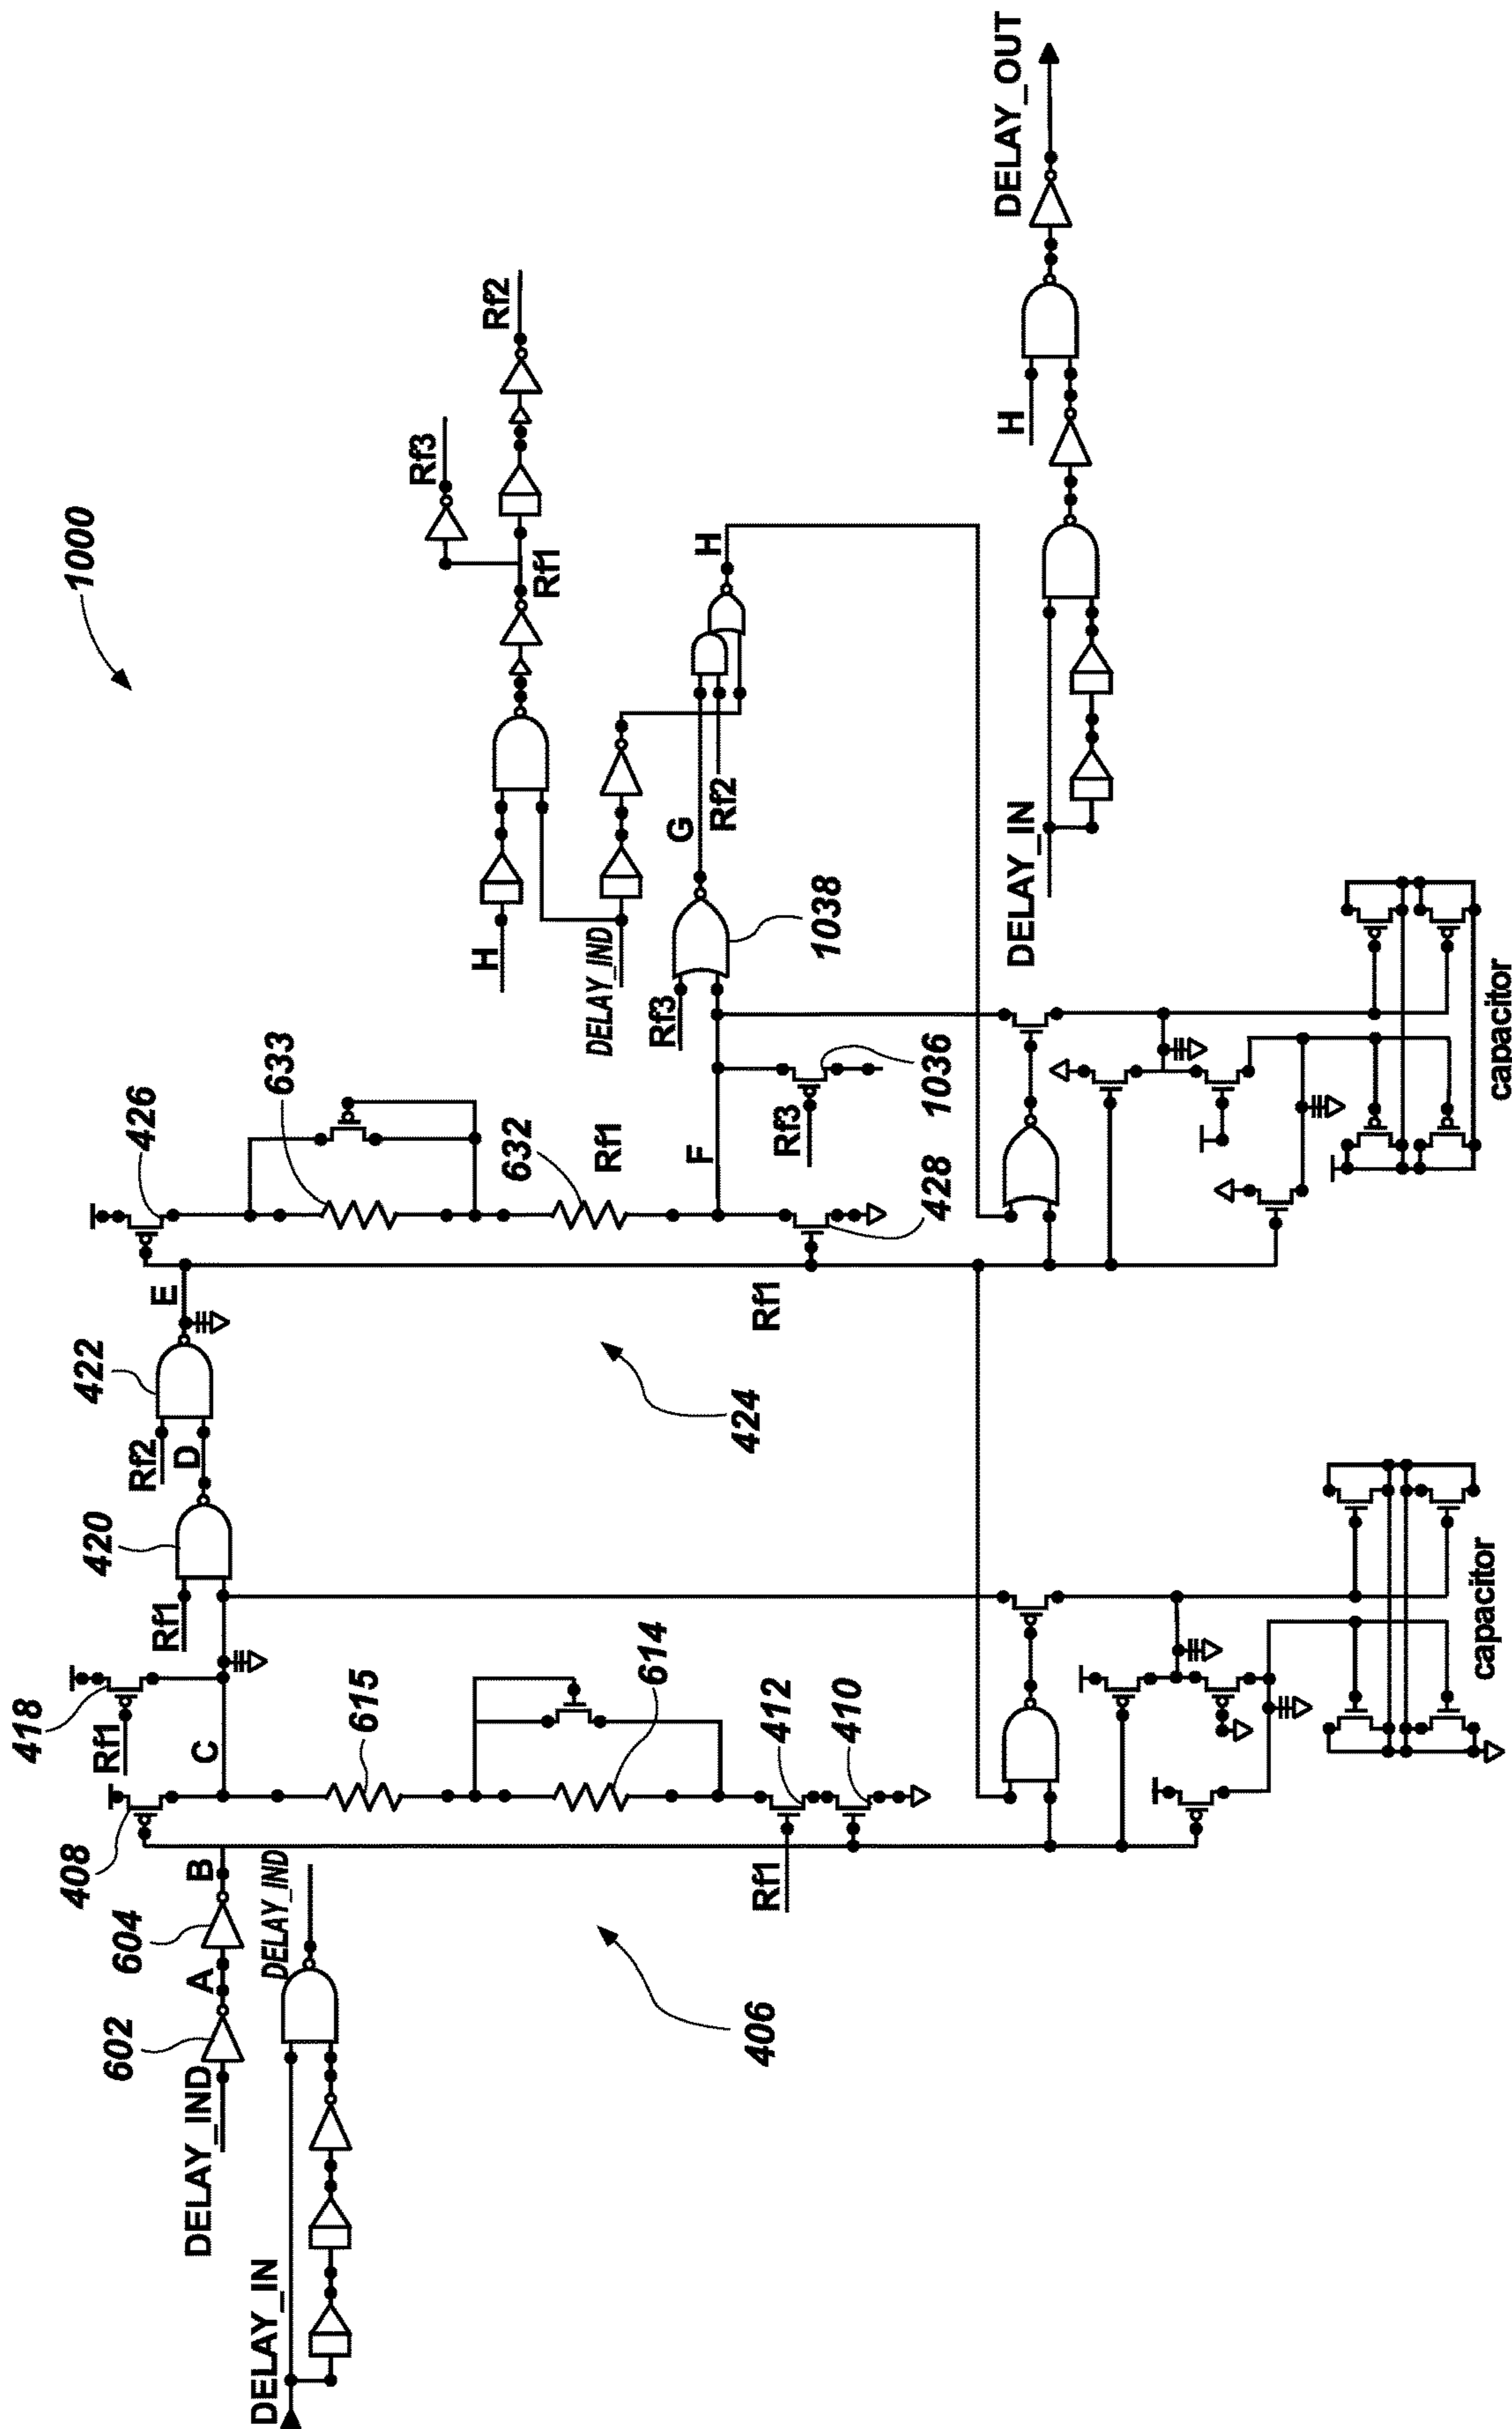 1000
DELAY_IN
DELAY_IND
602
A
604
B
DELAY_IND
408
Rf1
418
C
615
614
412
410
Rf1
406
Rf1
420
D
Rf2
422
E
424
426
633
632
Rf1
F
428
Rf1
Rf3
1036
Rf3
1038
G
Rf2
H
DELAY_IND
H
Rf1
Rf3
Rf2
DELAY_IN
H
DELAY_OUT
capacitor
capacitor